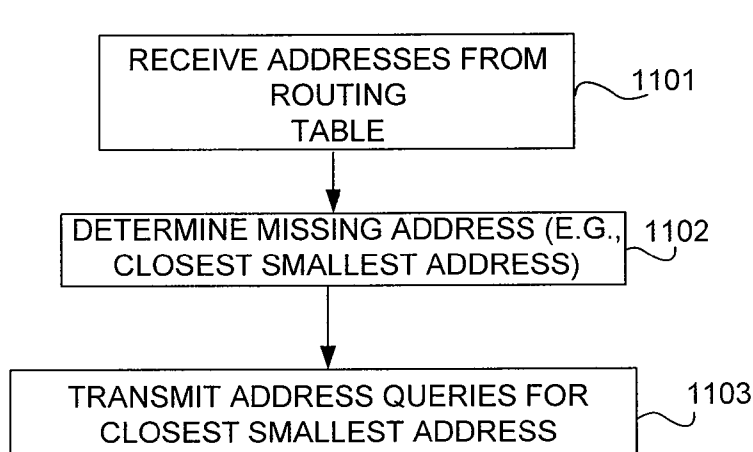 RECEIVE ADDRESSES FROM
ROUTING
TABLE
1101
DETERMINE MISSING ADDRESS (E.G.,
CLOSEST SMALLEST ADDRESS)
1102
TRANSMIT ADDRESS QUERIES FOR
CLOSEST SMALLEST ADDRESS
1103